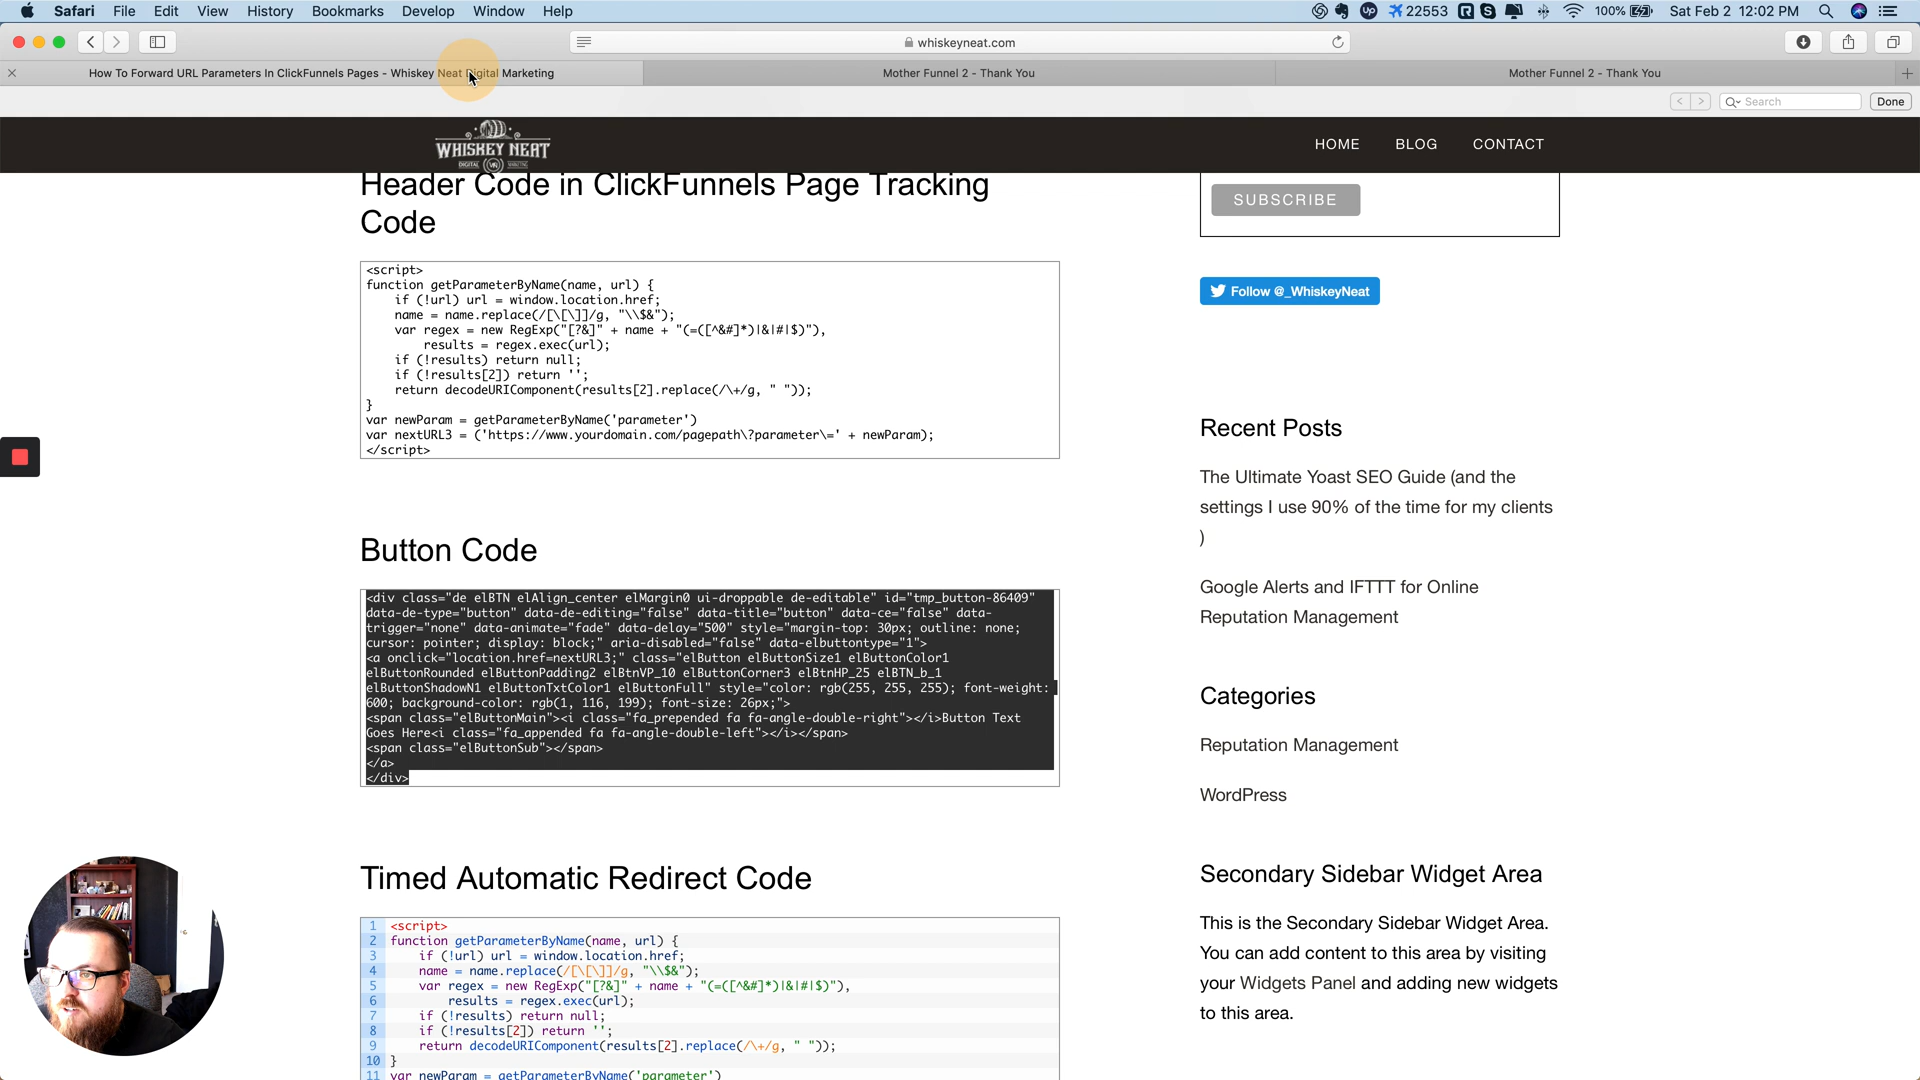 Safari File Edit View History Bookmarks Develop Window Help
22553 100% Sat Feb 2 12:02 PM
whiskeyneat.com
How To Forward URL Parameters In ClickFunnels Pages - Whiskey Neat Digital Marketing
Mother Funnel 2 - Thank You
Mother Funnel 2 - Thank You
Search
Done
WHISKEY NEAT
DIGITAL MARKETING
HOME BLOG CONTACT
Header Code in ClickFunnels Page Tracking
Code
<script>
function getParameterByName(name, url) {
if (!url) url = window.location.href;
name = name.replace(/[\[\]]/g, "\\$&");
var regex = new RegExp("[?&]" + name + "(=([^&#]*)|&|#|$)"),
results = regex.exec(url);
if (!results) return null;
if (!results[2]) return '';
return decodeURIComponent(results[2].replace(/\+/g, " "));
}
var newParam = getParameterByName('parameter')
var nextURL3 = ('https://www.yourdomain.com/pagepath\?parameter\=' + newParam);
</script>
Button Code
<div class="de elBTN elAlign_center elMargin0 ui-droppable de-editable" id="tmp_button-86409"
data-de-type="button" data-de-editing="false" data-title="button" data-ce="false" data-
trigger="none" data-animate="fade" data-delay="500" style="margin-top: 30px; outline: none;
cursor: pointer; display: block;" aria-disabled="false" data-elbuttontype="1">
<a onclick="location.href=nextURL3;" class="elButton elButtonSize1 elButtonColor1
elButtonRounded elButtonPadding2 elBtnVP_10 elButtonCorner3 elBtnHP_25 elBTN_b_1
elButtonShadowN1 elButtonTxtColor1 elButtonFull" style="color: rgb(255, 255, 255); font-weight:
600; background-color: rgb(1, 116, 199); font-size: 26px;">
<span class="elButtonMain"><i class="fa_prepended fa fa-angle-double-right"></i>Button Text
Goes Here<i class="fa_appended fa fa-angle-double-left"></i></span>
<span class="elButtonSub"></span>
</a>
</div>
Timed Automatic Redirect Code
1 <script>
2 function getParameterByName(name, url) {
3 if (!url) url = window.location.href;
4 name = name.replace(/[\[\]]/g, "\\$&");
5 var regex = new RegExp("[?&]" + name + "(=([^&#]*)|&|#|$)"),
6 results = regex.exec(url);
7 if (!results) return null;
8 if (!results[2]) return '';
9 return decodeURIComponent(results[2].replace(/\+/g, " "));
10 }
11 var newParam = getParameterByName('parameter')
SUBSCRIBE
Follow @_WhiskeyNeat
Recent Posts
The Ultimate Yoast SEO Guide (and the
settings I use 90% of the time for my clients
)
Google Alerts and IFTTT for Online
Reputation Management
Categories
Reputation Management
WordPress
Secondary Sidebar Widget Area
This is the Secondary Sidebar Widget Area.
You can add content to this area by visiting
your Widgets Panel and adding new widgets
to this area.